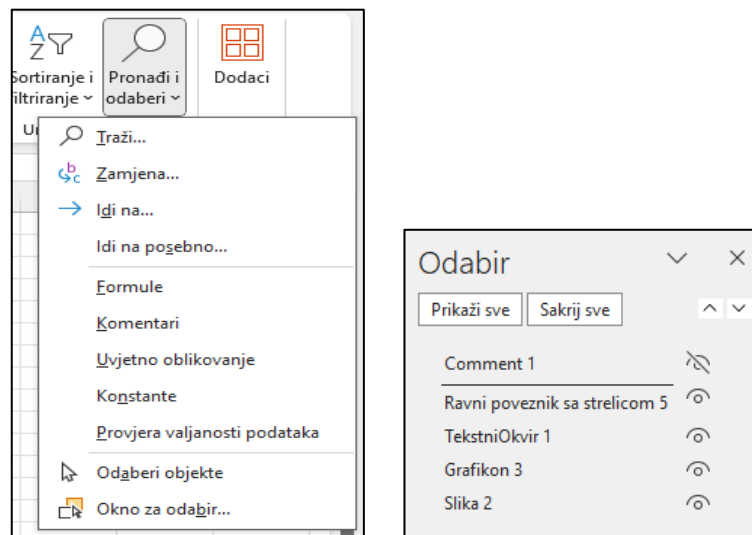 A
Z
Sortiranje i
filtriranje
Pronađi i
odaberi
Dodaci
Traži...
b
c
Zamjena...
Idi na...
Idi na posebno...
Formule
Komentari
Uvjetno oblikovanje
Konstante
Provjera valjanosti podataka
Odaberi objekte
Okno za odabir...
Odabir
Prikaži sve
Sakrij sve
Comment 1
Ravni poveznik sa strelicom 5
TekstniOkvir 1
Grafikon 3
Slika 2